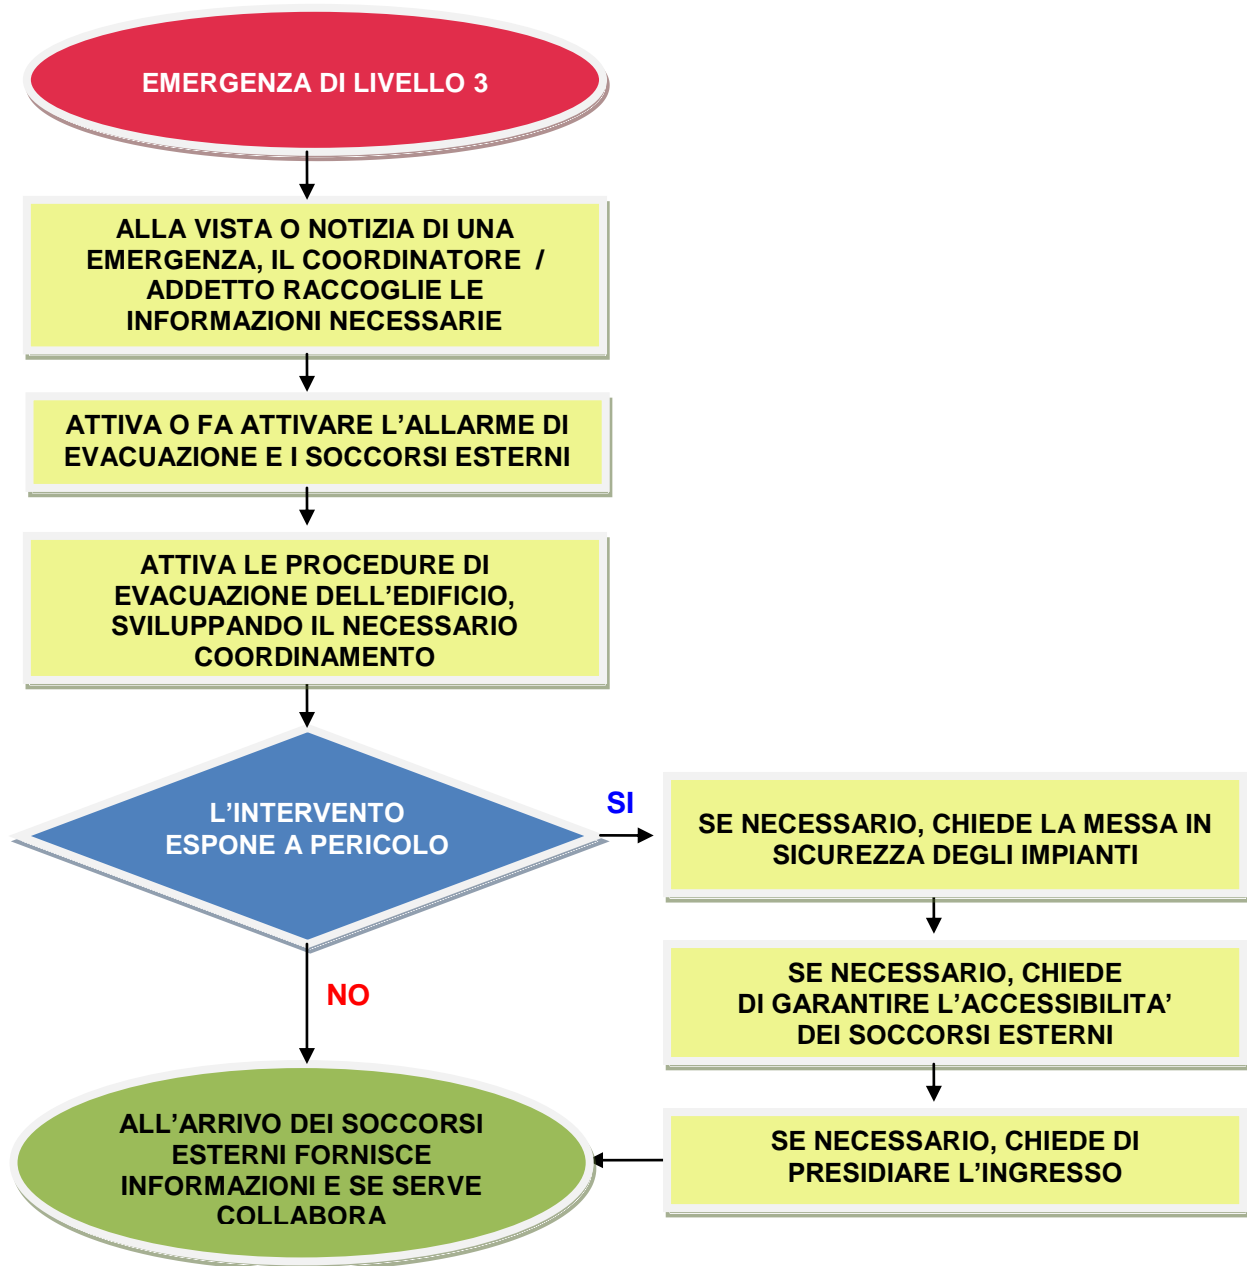 EMERGENZA DI LIVELLO 3
ALLA VISTA O NOTIZIA DI UNA
EMERGENZA, IL COORDINATORE /
ADDETTO RACCOGLIE LE
INFORMAZIONI NECESSARIE
ATTIVA O FA ATTIVARE L’ALLARME DI
EVACUAZIONE E I SOCCORSI ESTERNI
ATTIVA LE PROCEDURE DI
EVACUAZIONE DELL’EDIFICIO,
SVILUPPANDO IL NECESSARIO
COORDINAMENTO
L’INTERVENTO
ESPONE A PERICOLO
SI
SE NECESSARIO, CHIEDE LA MESSA IN
SICUREZZA DEGLI IMPIANTI
SE NECESSARIO, CHIEDE
DI GARANTIRE L’ACCESSIBILITA’
DEI SOCCORSI ESTERNI
SE NECESSARIO, CHIEDE DI
PRESIDIARE L’INGRESSO
NO
ALL’ARRIVO DEI SOCCORSI
ESTERNI FORNISCE
INFORMAZIONI E SE SERVE
COLLABORA